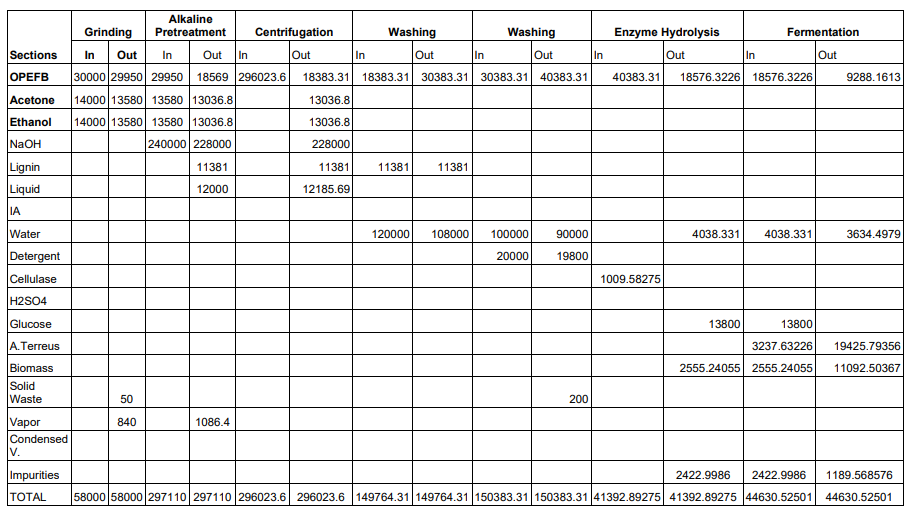 Grinding Alkaline Pretreatment Centrifugation Washing Washing Enzyme Hydrolysis Fermentation
Sections In Out In Out In Out In Out In Out In Out In Out
OPEFB 30000 29950 29950 18569 296023.6 18383.31 18383.31 30383.31 30383.31 40383.31 40383.31 18576.3226 18576.3226 9288.1613
Acetone 14000 13580 13580 13036.8 13036.8
Ethanol 14000 13580 13580 13036.8 13036.8
NaOH 240000 228000 228000
Lignin 11381 11381 11381 11381
Liquid 12000 12185.69
IA
Water 120000 108000 100000 90000 4038.331 4038.331 3634.4979
Detergent 20000 19800
Cellulase 1009.58275
H2SO4
Glucose 13800 13800
A.Terreus 3237.63226 19425.79356
Biomass 2555.24055 2555.24055 11092.50367
Solid Waste 50 200
Vapor 840 1086.4
Condensed V.
Impurities 2422.9986 2422.9986 1189.568576
TOTAL 58000 58000 297110 297110 296023.6 296023.6 149764.31 149764.31 150383.31 150383.31 41392.89275 41392.89275 44630.52501 44630.52501